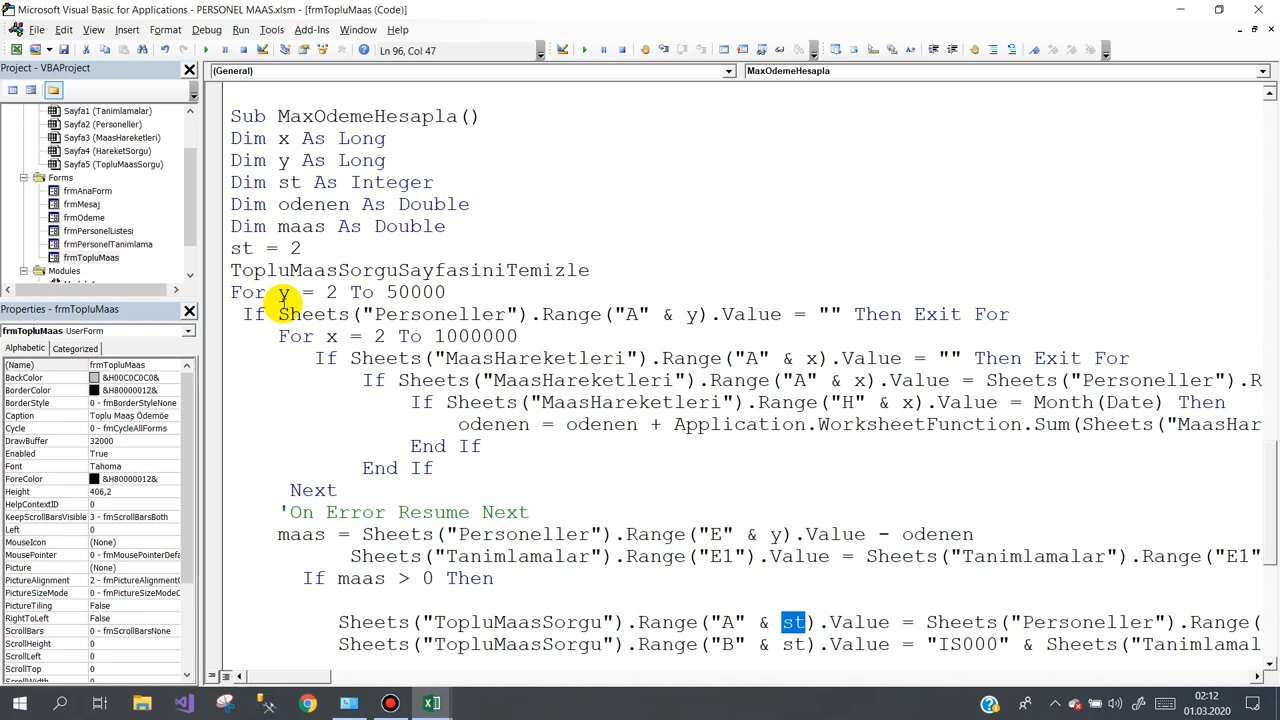 Microsoft Visual Basic for Applications - PERSONEL MAAS.xlsm - [frmTopluMaas (Code)]
File Edit View Insert Format Debug Run Tools Add-Ins Window Help
Ln 96, Col 47
Project - VBAProject
(General)
MaxOdemeHesapla
Sayfa1 (Tanimlamalar)
Sayfa2 (Personeller)
Sayfa3 (MaasHareketleri)
Sayfa4 (HareketSorgu)
Sayfa5 (TopluMaasSorgu)
Forms
frmAnaForm
frmMesaj
frmOdeme
frmPersonelListesi
frmPersonelTanimlama
frmTopluMaas
Modules
Properties - frmTopluMaas
frmTopluMaas UserForm
Alphabetic Categorized
(Name) frmTopluMaas
BackColor &H00C0C0C0&
BorderColor &H80000012&
BorderStyle 0 - fmBorderStyleNone
Caption Toplu Maaş Ödemöe
Cycle 0 - fmCycleAllForms
DrawBuffer 32000
Enabled True
Font Tahoma
ForeColor &H80000012&
Height 406,2
HelpContextID 0
KeepScrollBarsVisible 3 - fmScrollBarsBoth
Left 0
MouseIcon (None)
MousePointer 0 - fmMousePointerDefa
Picture (None)
PictureAlignment 2 - fmPictureAlignment
PictureSizeMode 0 - fmPictureSizeMode
PictureTiling False
RightToLeft False
ScrollBars 0 - fmScrollBarsNone
ScrollHeight 0
ScrollLeft 0
ScrollTop 0
Sub MaxOdemeHesapla()
Dim x As Long
Dim y As Long
Dim st As Integer
Dim odenen As Double
Dim maas As Double
st = 2
TopluMaasSorguSayfasiniTemizle
For y = 2 To 50000
If Sheets("Personeller").Range("A" & y).Value = "" Then Exit For
For x = 2 To 1000000
If Sheets("MaasHareketleri").Range("A" & x).Value = "" Then Exit For
If Sheets("MaasHareketleri").Range("A" & x).Value = Sheets("Personeller").R
If Sheets("MaasHareketleri").Range("H" & x).Value = Month(Date) Then
odenen = odenen + Application.WorksheetFunction.Sum(Sheets("MaasHar
End If
End If
Next
'On Error Resume Next
maas = Sheets("Personeller").Range("E" & y).Value - odenen
Sheets("Tanimlamalar").Range("E1").Value = Sheets("Tanimlamalar").Range("E1"
If maas > 0 Then
Sheets("TopluMaasSorgu").Range("A" & st).Value = Sheets("Personeller").Range(
Sheets("TopluMaasSorgu").Range("B" & st).Value = "IS000" & Sheets("Tanimlamal
02:12
01.03.2020